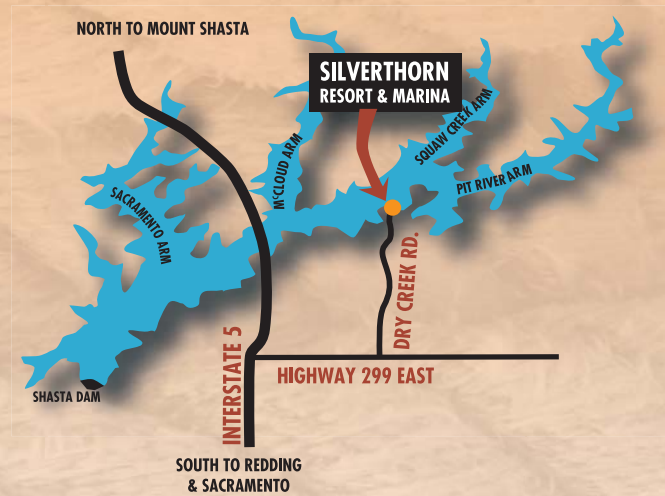 NORTH TO MOUNT SHASTA
SILVERTHORN
RESORT & MARINA
SQUAW CREEK ARM
MCCLOUD ARM
PIT RIVER ARM
SACRAMENTO ARM
DRY CREEK RD.
INTERSTATE 5
HIGHWAY 299 EAST
SHASTA DAM
SOUTH TO REDDING
& SACRAMENTO